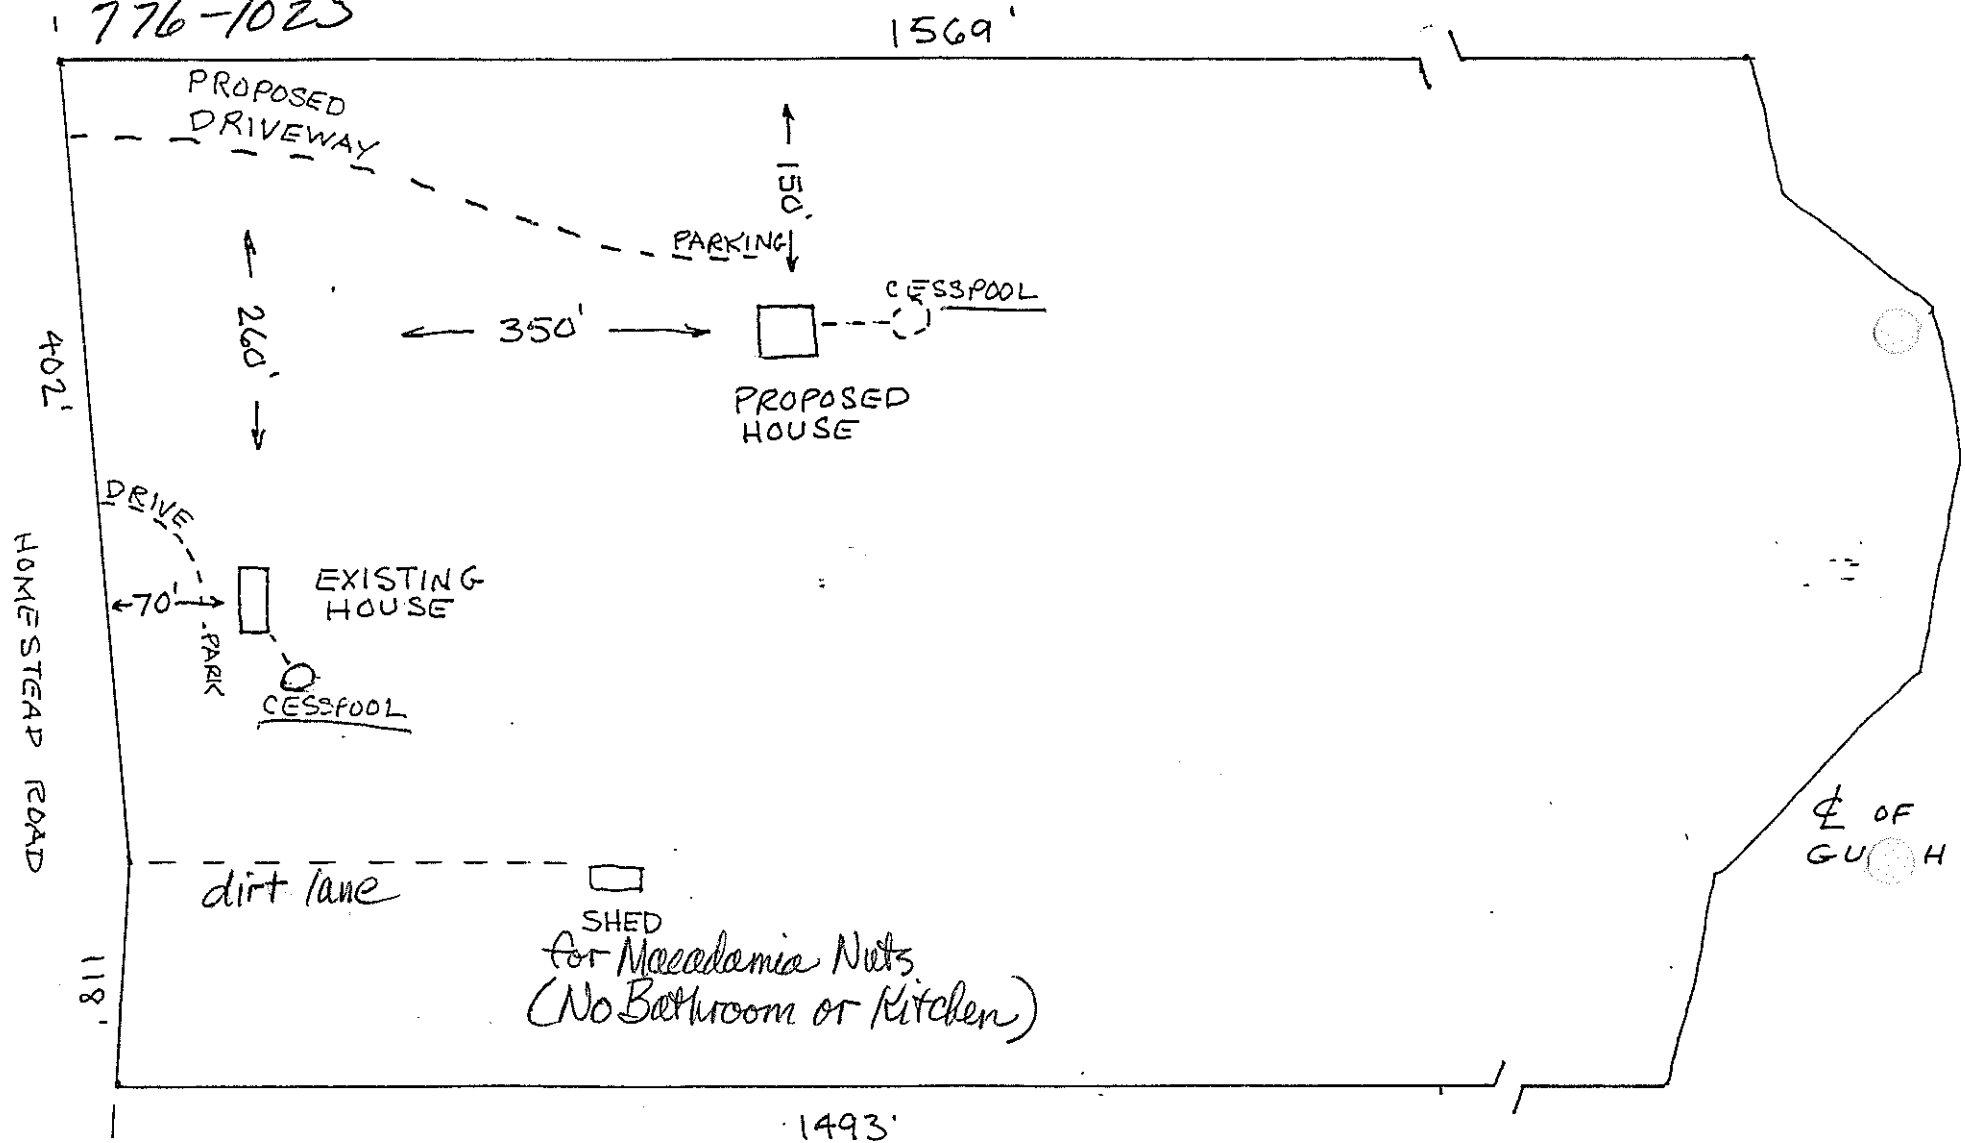 776-1023
1569'
PROPOSED
DRIVEWAY
150'
PARKING
CESSPOOL
260'
350'
402'
PROPOSED
HOUSE
DRIVE
HOMESTEAD ROAD
70'
EXISTING
HOUSE
PARK
CESSPOOL
℄ OF
dirt lane
SHED
for Macadamia Nuts
(No Bathroom or Kitchen)
118'
1493'